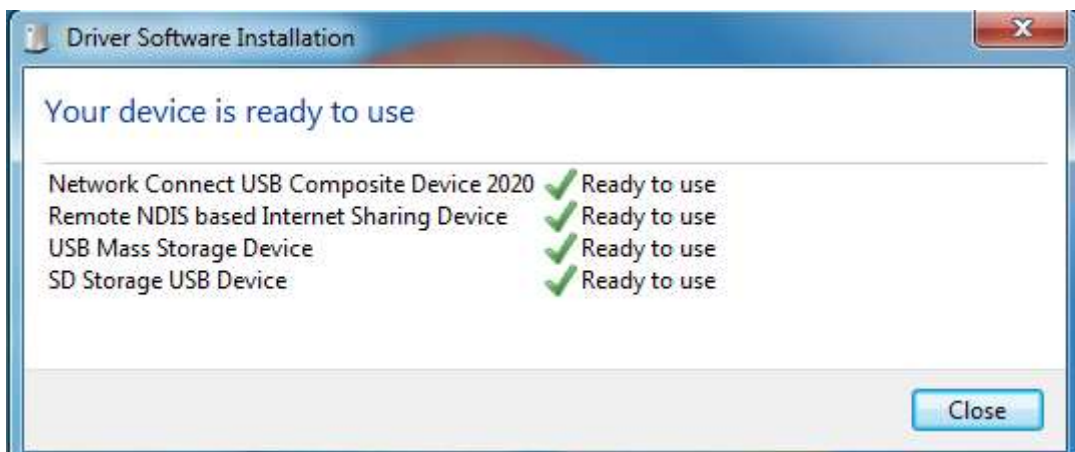 Driver Software Installation
Your device is ready to use
Network Connect USB Composite Device 2020 Ready to use
Remote NDIS based Internet Sharing Device Ready to use
USB Mass Storage Device Ready to use
SD Storage USB Device Ready to use
Close